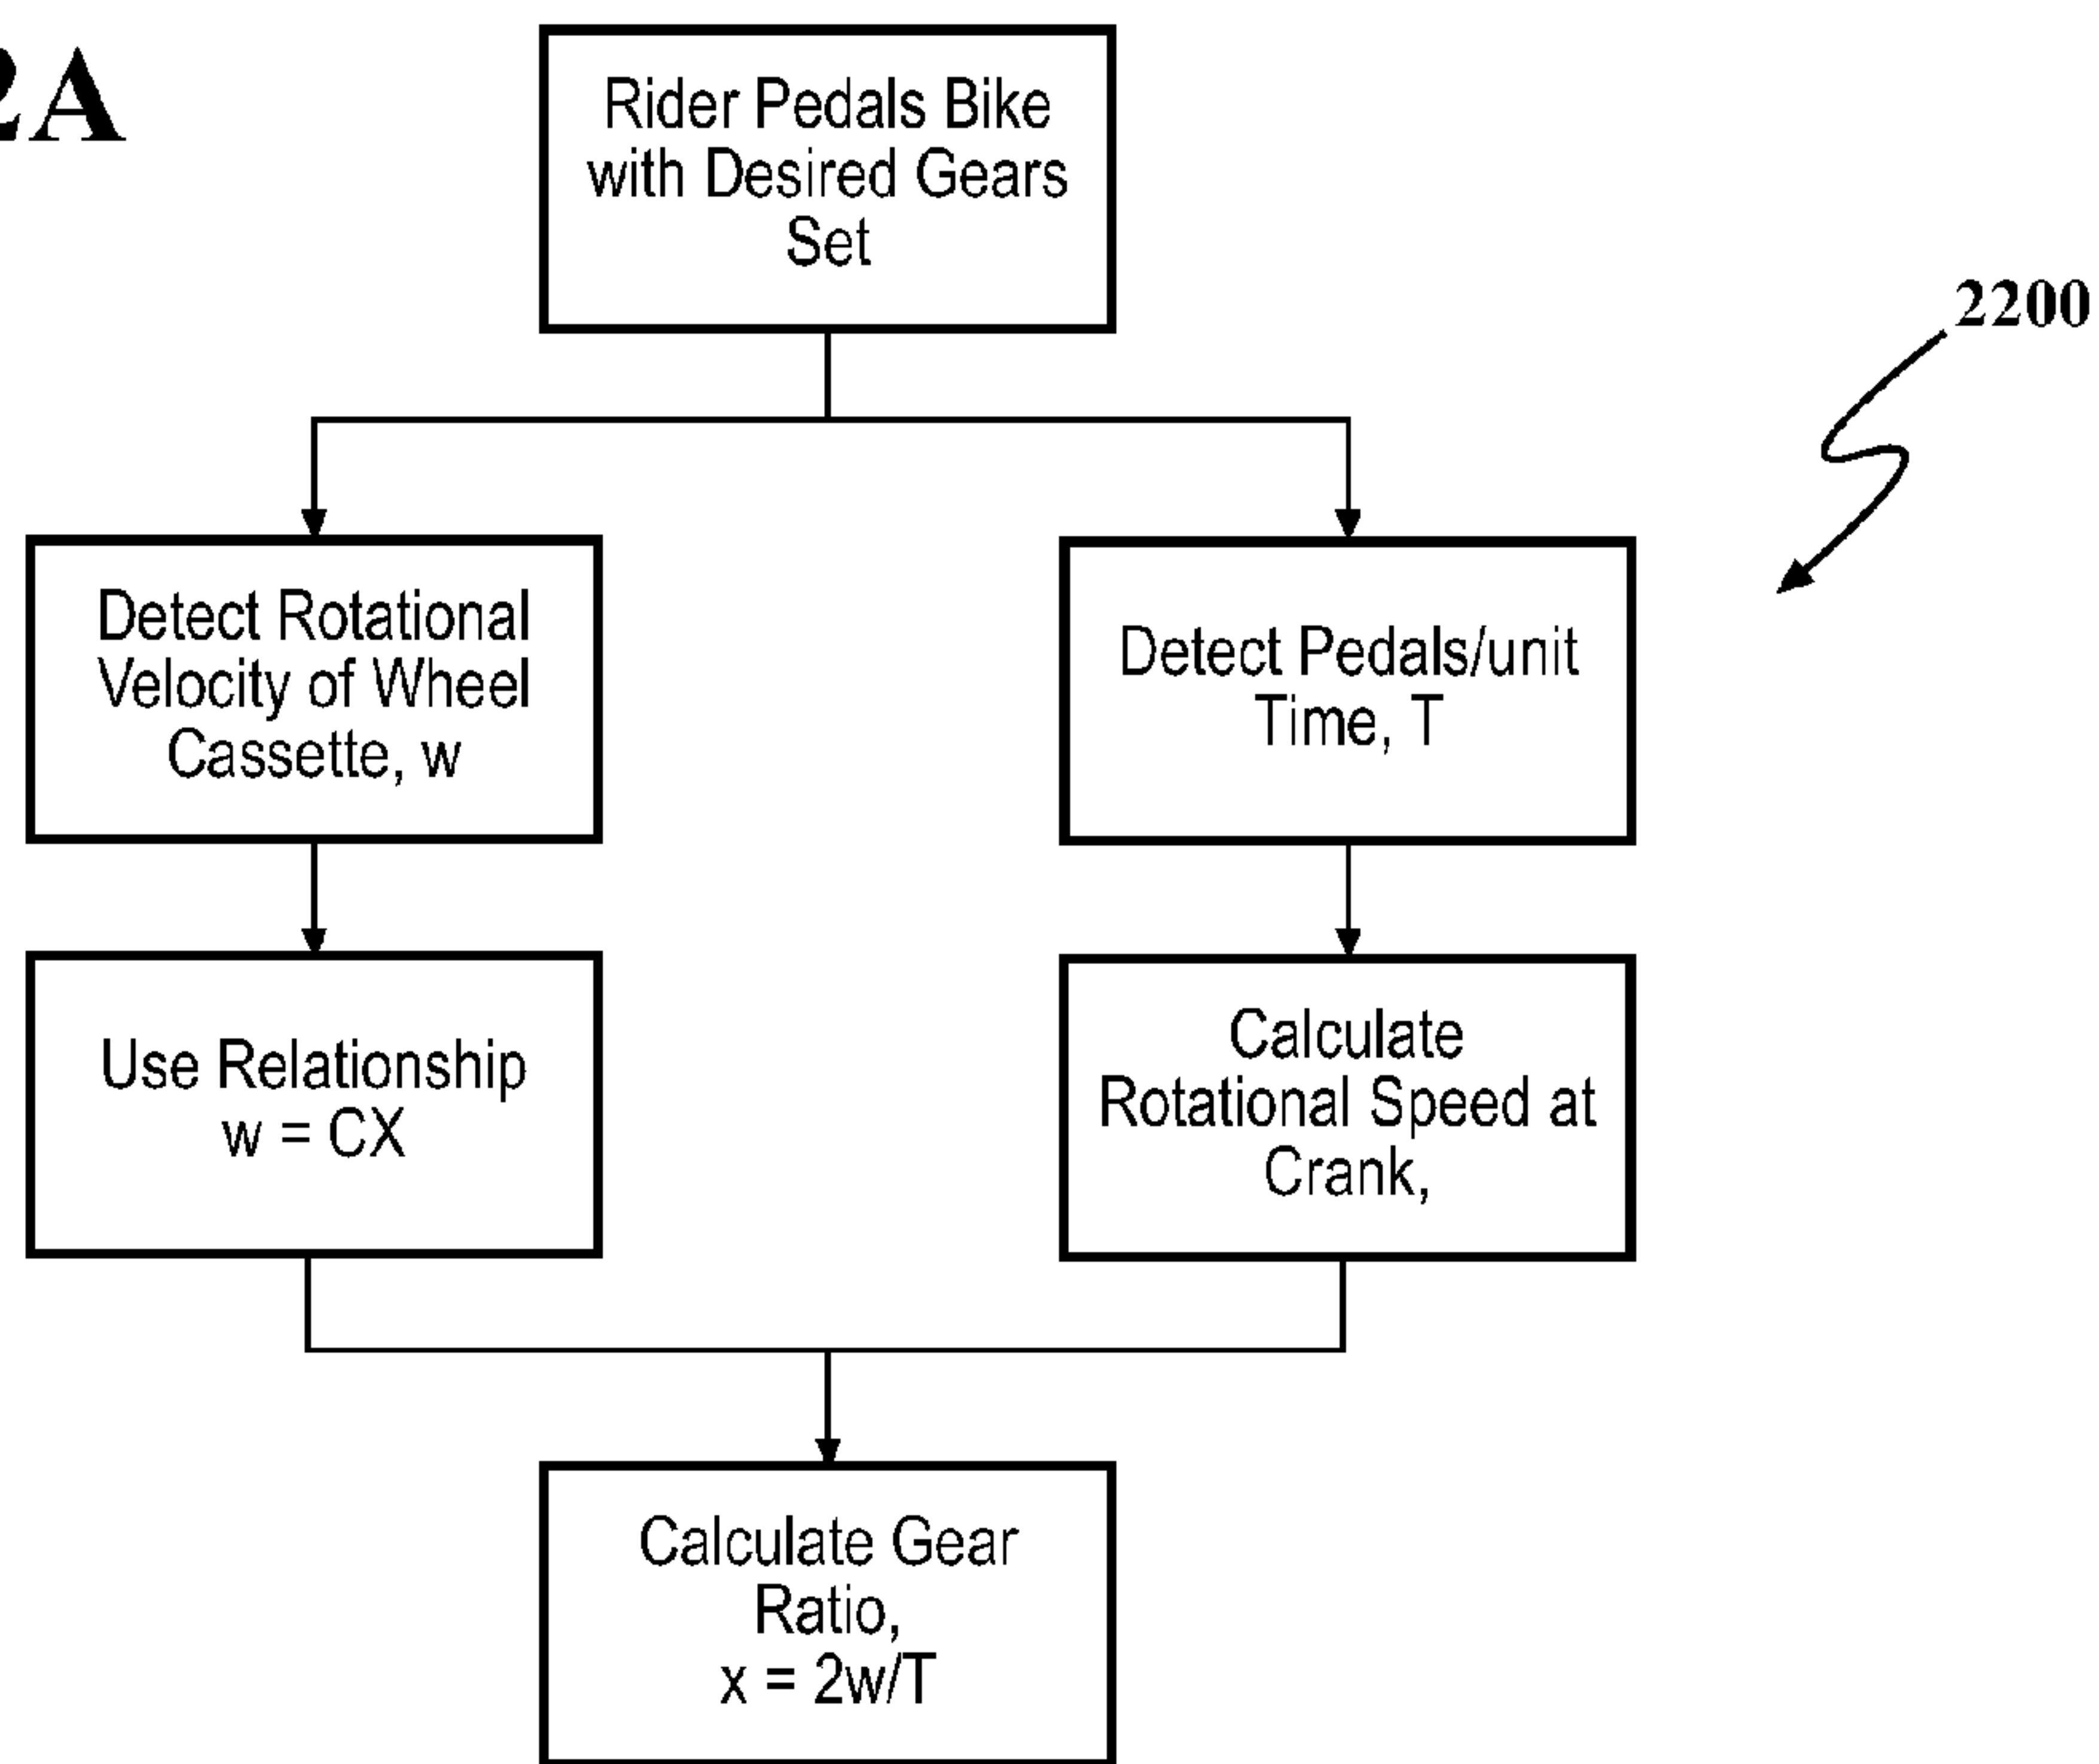 2A
Rider Pedals Bike
with Desired Gears
Set
2200
Detect Rotational
Velocity of Wheel
Cassette, w
Detect Pedals/unit
Time, T
Use Relationship
w = CX
Calculate
Rotational Speed at
Crank,
Calculate Gear
Ratio,
x = 2w/T